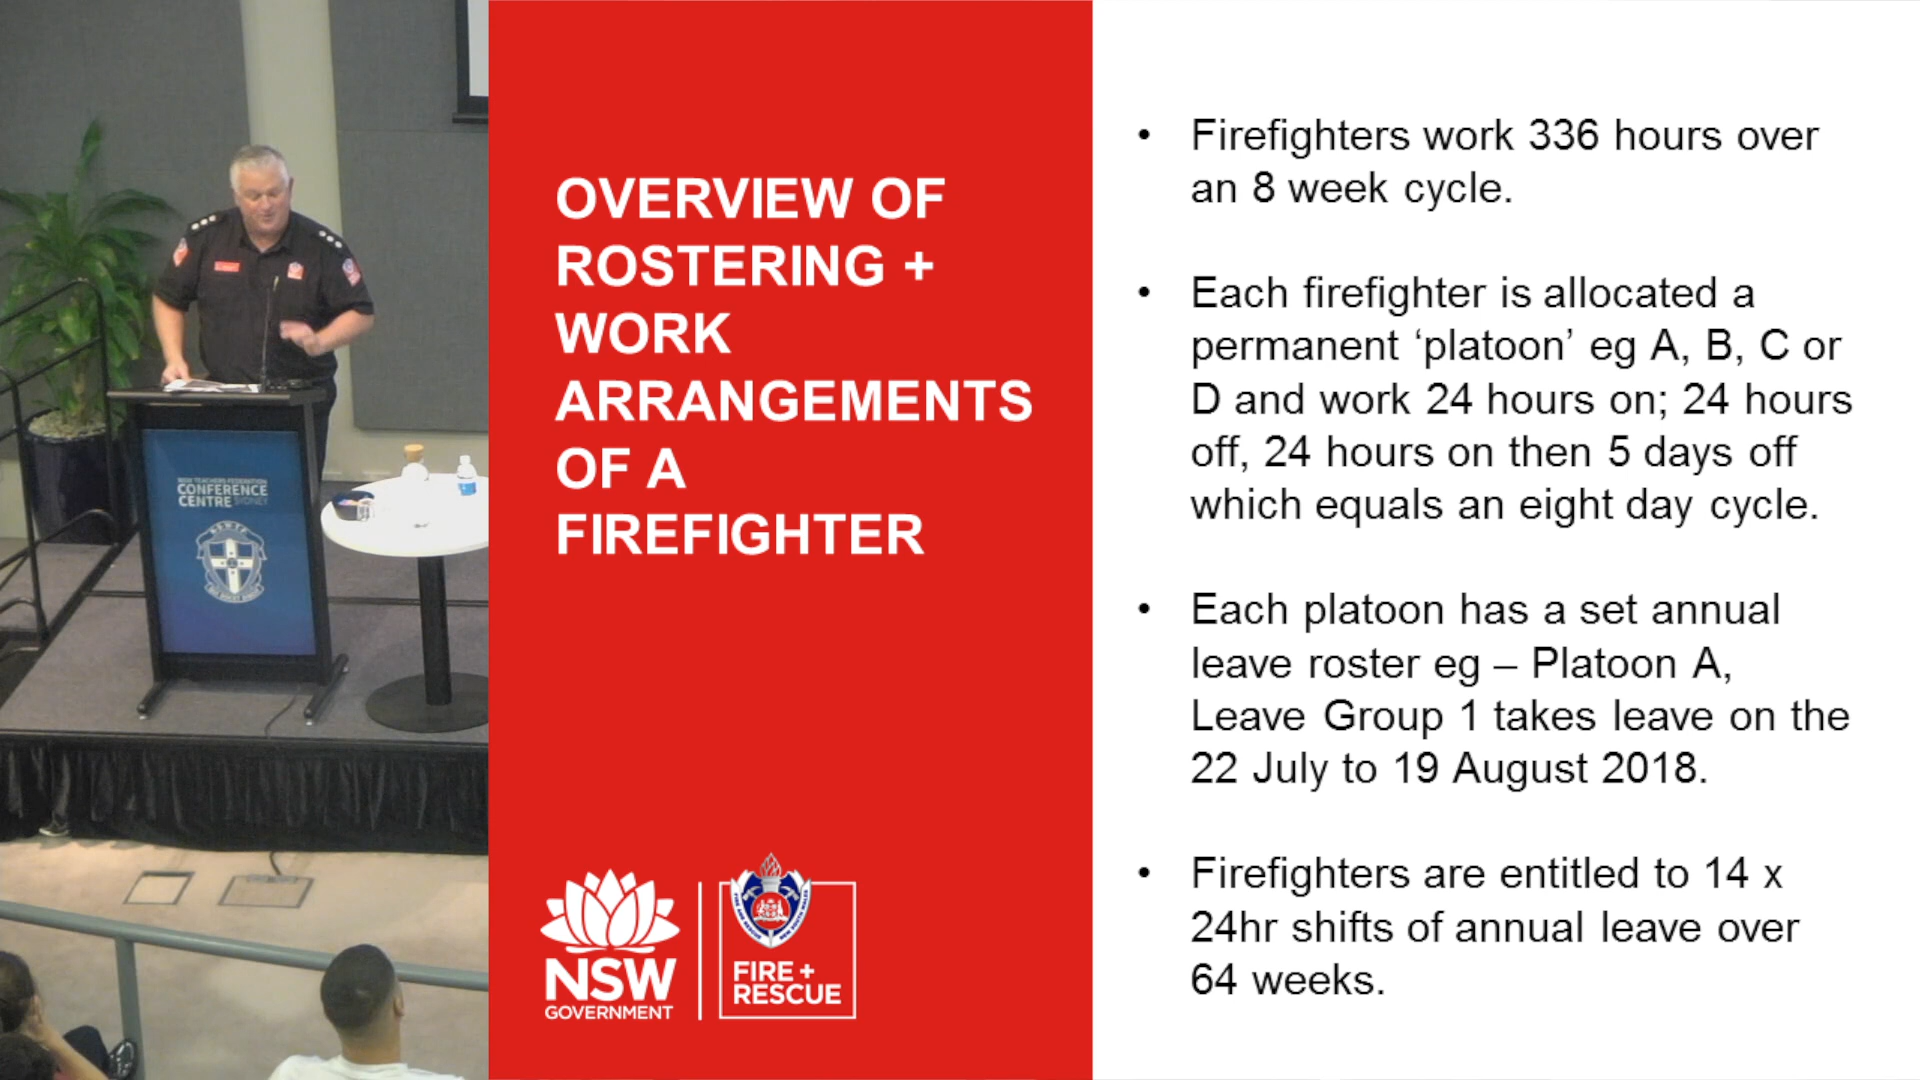 OVERVIEW OF
ROSTERING +
WORK
ARRANGEMENTS
OF A
FIREFIGHTER
NSW
GOVERNMENT
FIRE +
RESCUE
• Firefighters work 336 hours over
an 8 week cycle.
• Each firefighter is allocated a
permanent ‘platoon’ eg A, B, C or
D and work 24 hours on; 24 hours
off, 24 hours on then 5 days off
which equals an eight day cycle.
• Each platoon has a set annual
leave roster eg – Platoon A,
Leave Group 1 takes leave on the
22 July to 19 August 2018.
• Firefighters are entitled to 14 x
24hr shifts of annual leave over
64 weeks.
NSW TEACHERS FEDERATION
CONFERENCE
CENTRE SYDNEY